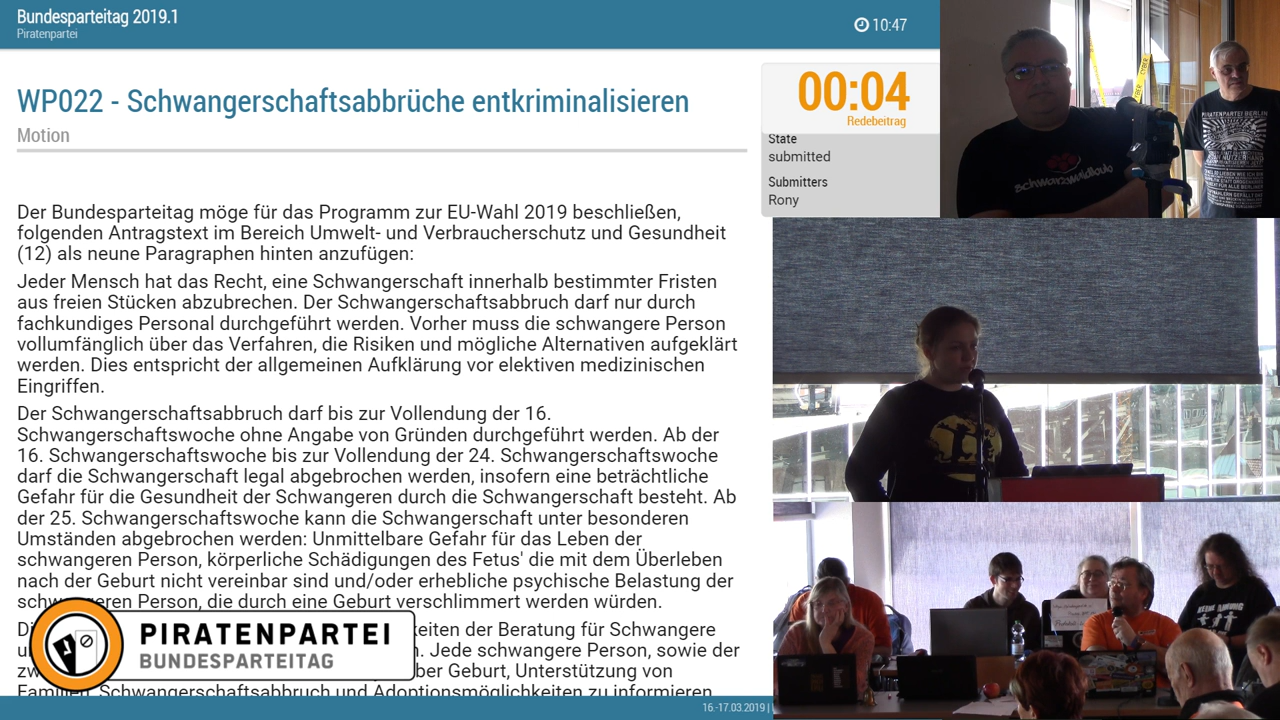 Bundesparteitag 2019.1
Piratenpartei
10:47
WP022 - Schwangerschaftsabbrüche entkriminalisieren
Motion
00:04
Redebeitrag
State
submitted
Submitters
Rony
Der Bundesparteitag möge für das Programm zur EU-Wahl 2019 beschließen,
folgenden Antragstext im Bereich Umwelt- und Verbraucherschutz und Gesundheit
(12) als neune Paragraphen hinten anzufügen:
Jeder Mensch hat das Recht, eine Schwangerschaft innerhalb bestimmter Fristen
aus freien Stücken abzubrechen. Der Schwangerschaftsabbruch darf nur durch
fachkundiges Personal durchgeführt werden. Vorher muss die schwangere Person
vollumfänglich über das Verfahren, die Risiken und mögliche Alternativen aufgeklärt
werden. Dies entspricht der allgemeinen Aufklärung vor elektiven medizinischen
Eingriffen.
Der Schwangerschaftsabbruch darf bis zur Vollendung der 16.
Schwangerschaftswoche ohne Angabe von Gründen durchgeführt werden. Ab der
16. Schwangerschaftswoche bis zur Vollendung der 24. Schwangerschaftswoche
darf die Schwangerschaft legal abgebrochen werden, insofern eine beträchtliche
Gefahr für die Gesundheit der Schwangeren durch die Schwangerschaft besteht. Ab
der 25. Schwangerschaftswoche kann die Schwangerschaft unter besonderen
Umständen abgebrochen werden: Unmittelbare Gefahr für das Leben der
schwangeren Person, körperliche Schädigungen des Fetus' die mit dem Überleben
nach der Geburt nicht vereinbar sind und/oder erhebliche psychische Belastung der
schwangeren Person, die durch eine Geburt verschlimmert werden würden.
keiten der Beratung für Schwangere
Jede schwangere Person, sowie der
ber Geburt, Unterstützung von
Familien, Schwangerschaftsabbruch und Adoptionsmöglichkeiten zu informieren
PIRATENPARTEI
BUNDESPARTEITAG
16.-17.03.2019 |
CYBER
schwarzwaldlaub
PIRATENPARTEI BERLIN
KEINE AHNUNG